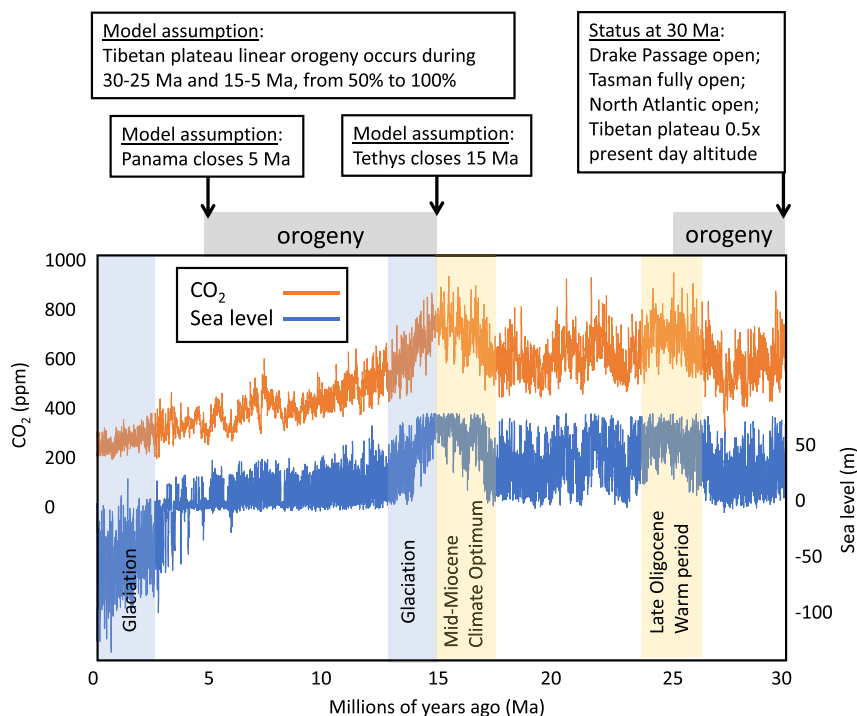 Model assumption:
Tibetan plateau linear orogeny occurs during
30-25 Ma and 15-5 Ma, from 50% to 100%
Status at 30 Ma:
Drake Passage open;
Tasman fully open;
North Atlantic open;
Tibetan plateau 0.5x
present day altitude
Model assumption:
Panama closes 5 Ma
Model assumption:
Tethys closes 15 Ma
orogeny
orogeny
CO₂
Sea level
1000
800
600
400
200
0
CO₂ (ppm)
50
0
-50
-100
Sea level (m)
Glaciation
Glaciation
Mid-Miocene
Climate Optimum
Late Oligocene
Warm period
0 5 10 15 20 25 30
Millions of years ago (Ma)